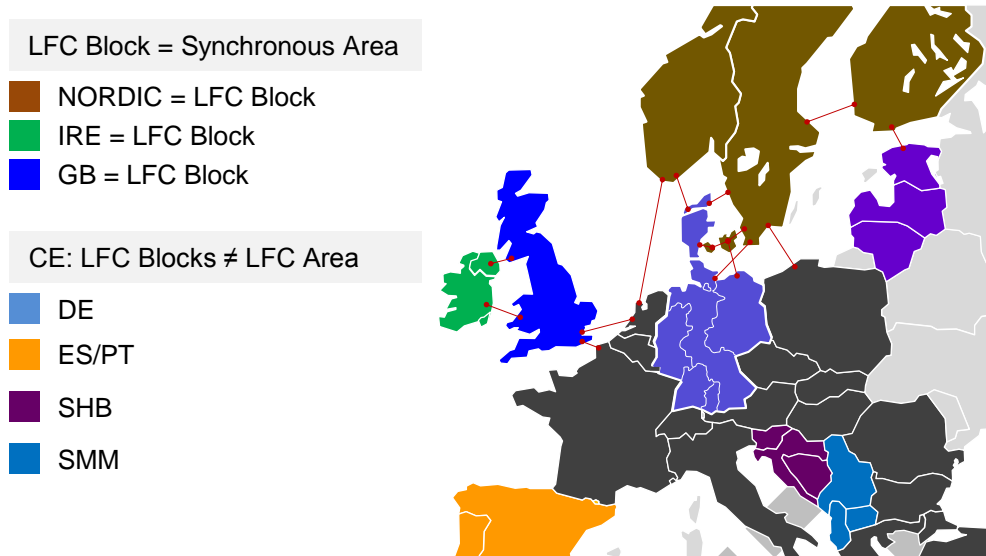 LFC Block = Synchronous Area
NORDIC = LFC Block
IRE = LFC Block
GB = LFC Block
CE: LFC Blocks ≠ LFC Area
DE
ES/PT
SHB
SMM